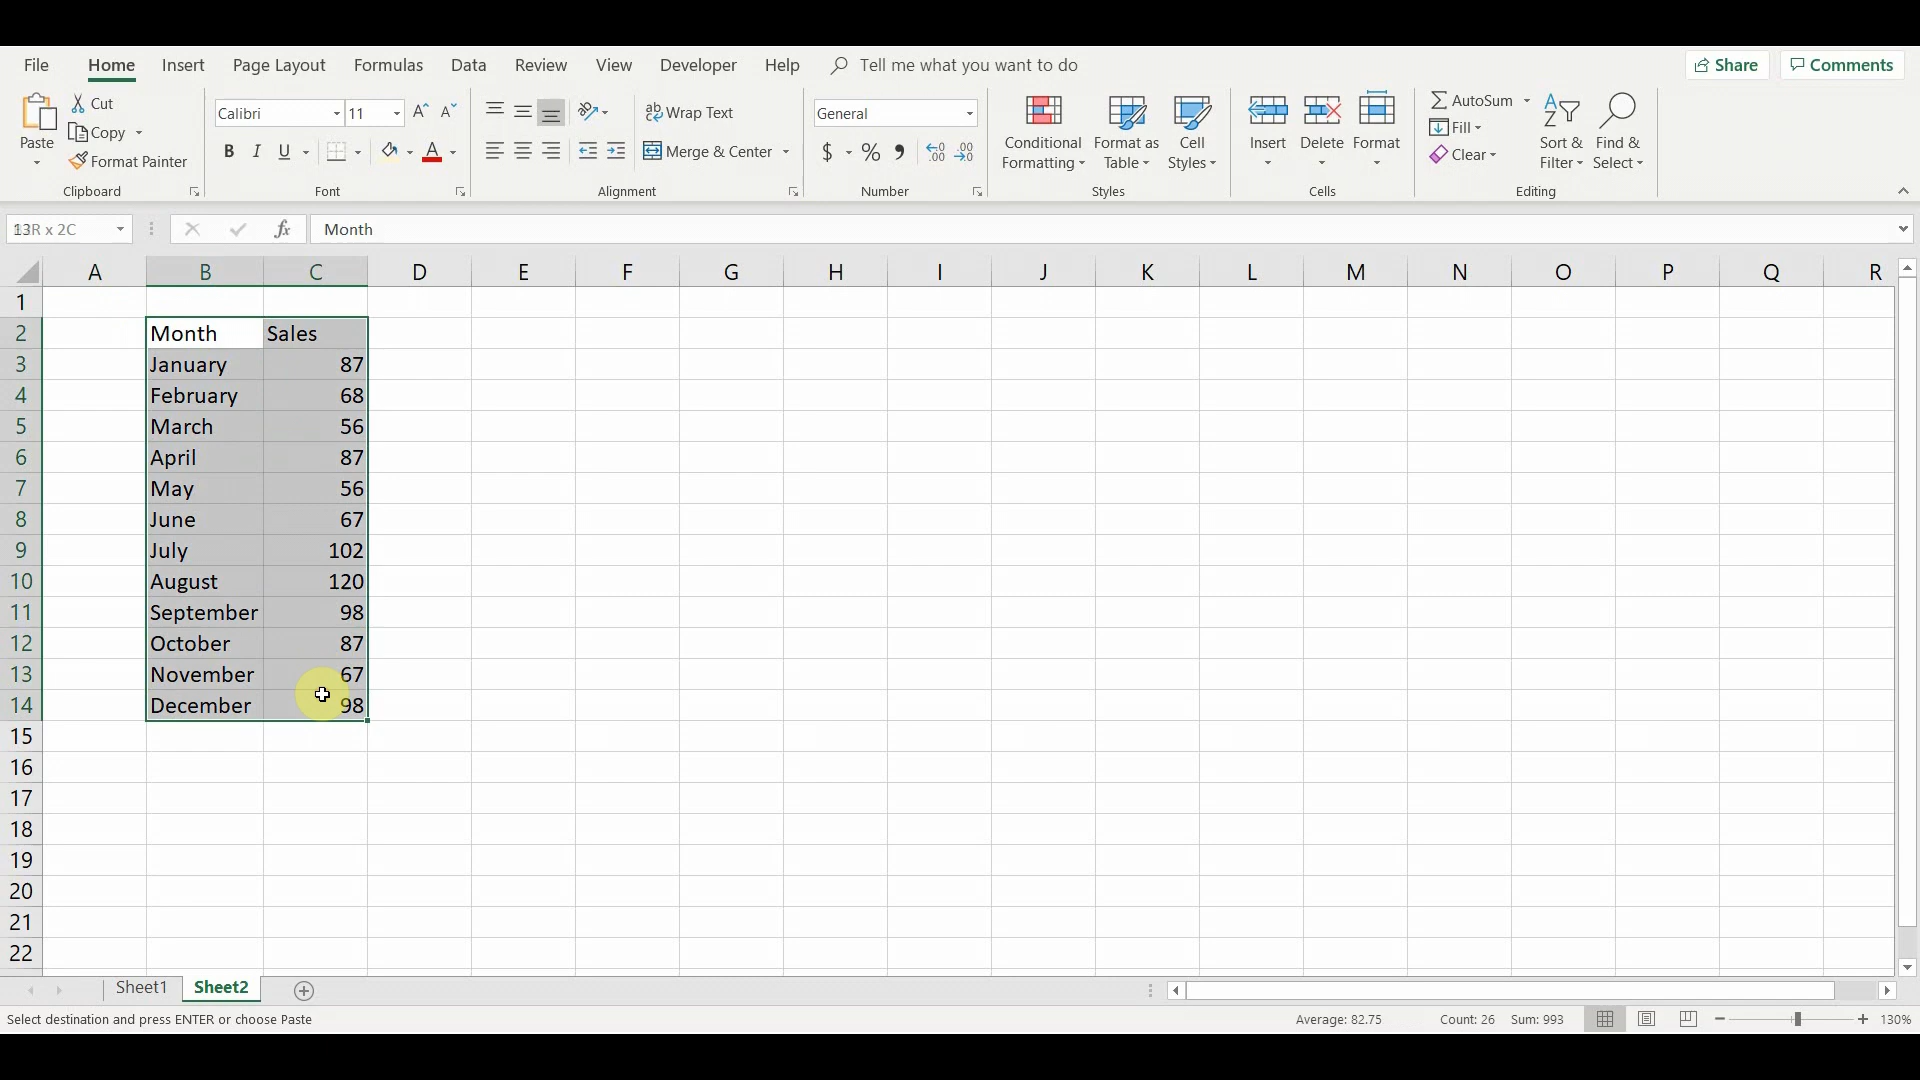 File Home Insert Page Layout Formulas Data Review View Developer Help Tell me what you want to do Share Comments
Paste Cut Copy Format Painter Clipboard
Calibri 11 B I U A Font
Wrap Text Merge & Center Alignment
General $ % Number
Conditional Formatting Format as Table Cell Styles Styles
Insert Delete Format Cells
AutoSum Fill Clear Sort & Filter Find & Select Editing
13R x 2C fx Month
A B C D E F G H I J K L M N O P Q R
1
2 Month Sales
3 January 87
4 February 68
5 March 56
6 April 87
7 May 56
8 June 67
9 July 102
10 August 120
11 September 98
12 October 87
13 November 67
14 December 98
15
16
17
18
19
20
21
22
Sheet1 Sheet2
Select destination and press ENTER or choose Paste Average: 82.75 Count: 26 Sum: 993 130%